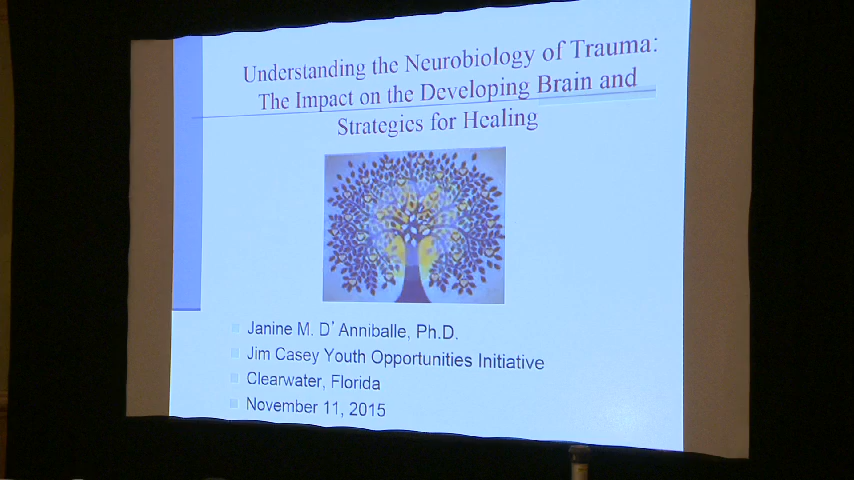 Understanding the Neurobiology of Trauma:
The Impact on the Developing Brain and
Strategies for Healing
Janine M. D'Anniballe, Ph.D.
Jim Casey Youth Opportunities Initiative
Clearwater, Florida
November 11, 2015